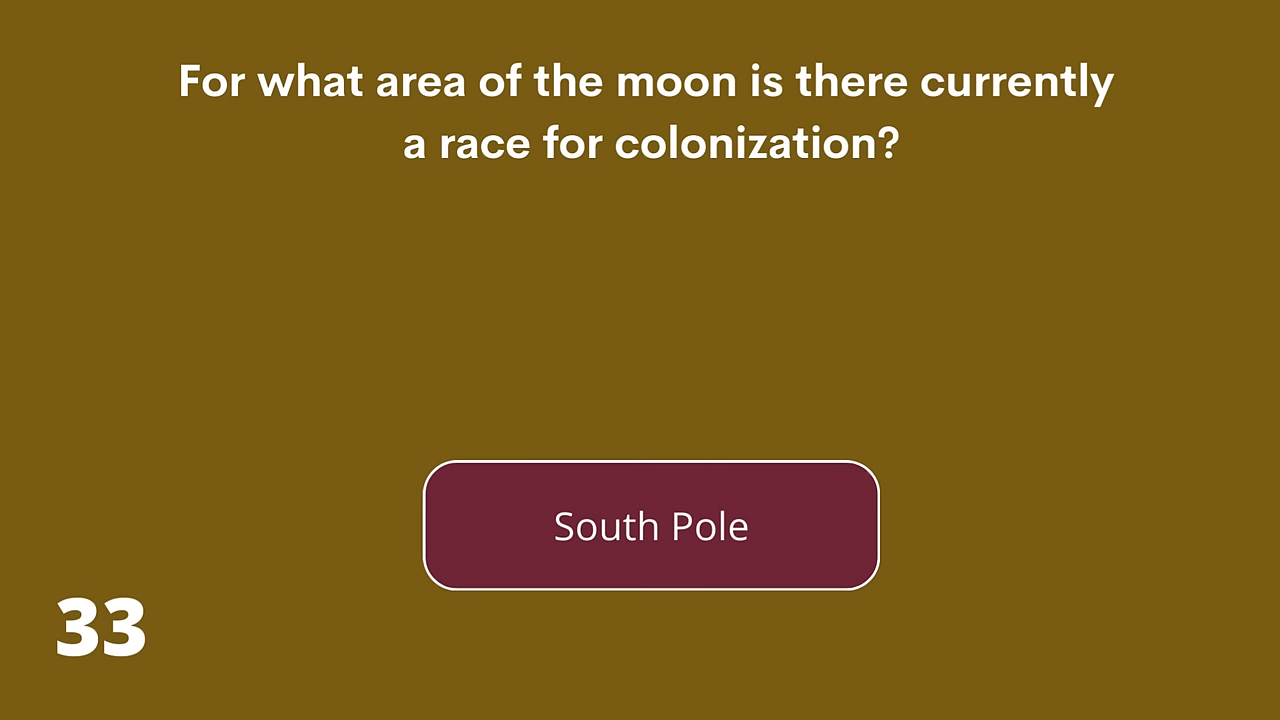 For what area of the moon is there currently
a race for colonization?
South Pole
33